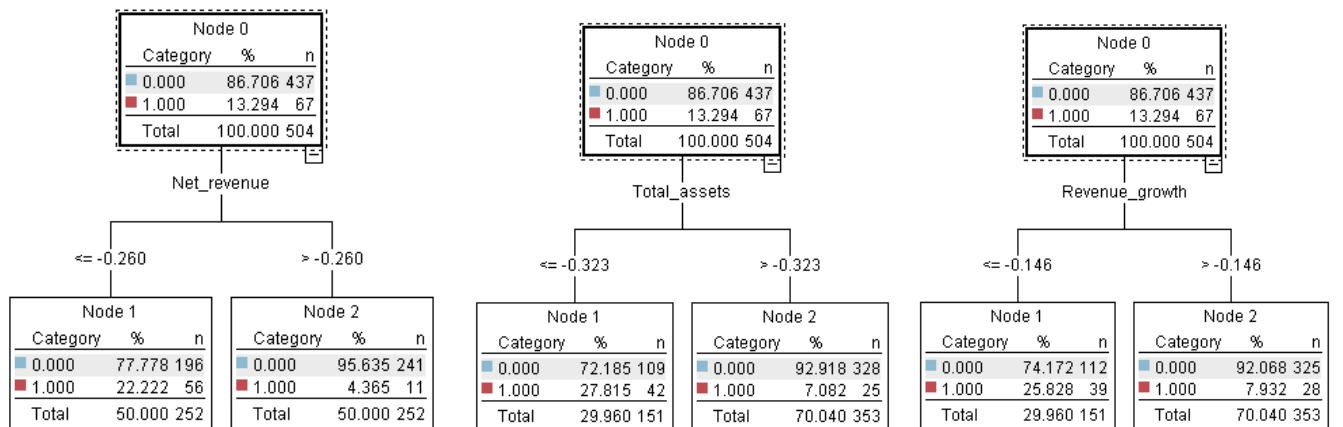 Node 0
Category % n
0.000 86.706 437
1.000 13.294 67
Total 100.000 504
Net_revenue
<= -0.260
> -0.260
Node 1
Category % n
0.000 77.778 196
1.000 22.222 56
Total 50.000 252
Node 2
Category % n
0.000 95.635 241
1.000 4.365 11
Total 50.000 252
Node 0
Category % n
0.000 86.706 437
1.000 13.294 67
Total 100.000 504
Total_assets
<= -0.323
> -0.323
Node 1
Category % n
0.000 72.185 109
1.000 27.815 42
Total 29.960 151
Node 2
Category % n
0.000 92.918 328
1.000 7.082 25
Total 70.040 353
Node 0
Category % n
0.000 86.706 437
1.000 13.294 67
Total 100.000 504
Revenue_growth
<= -0.146
> -0.146
Node 1
Category % n
0.000 74.172 112
1.000 25.828 39
Total 29.960 151
Node 2
Category % n
0.000 92.068 325
1.000 7.932 28
Total 70.040 353